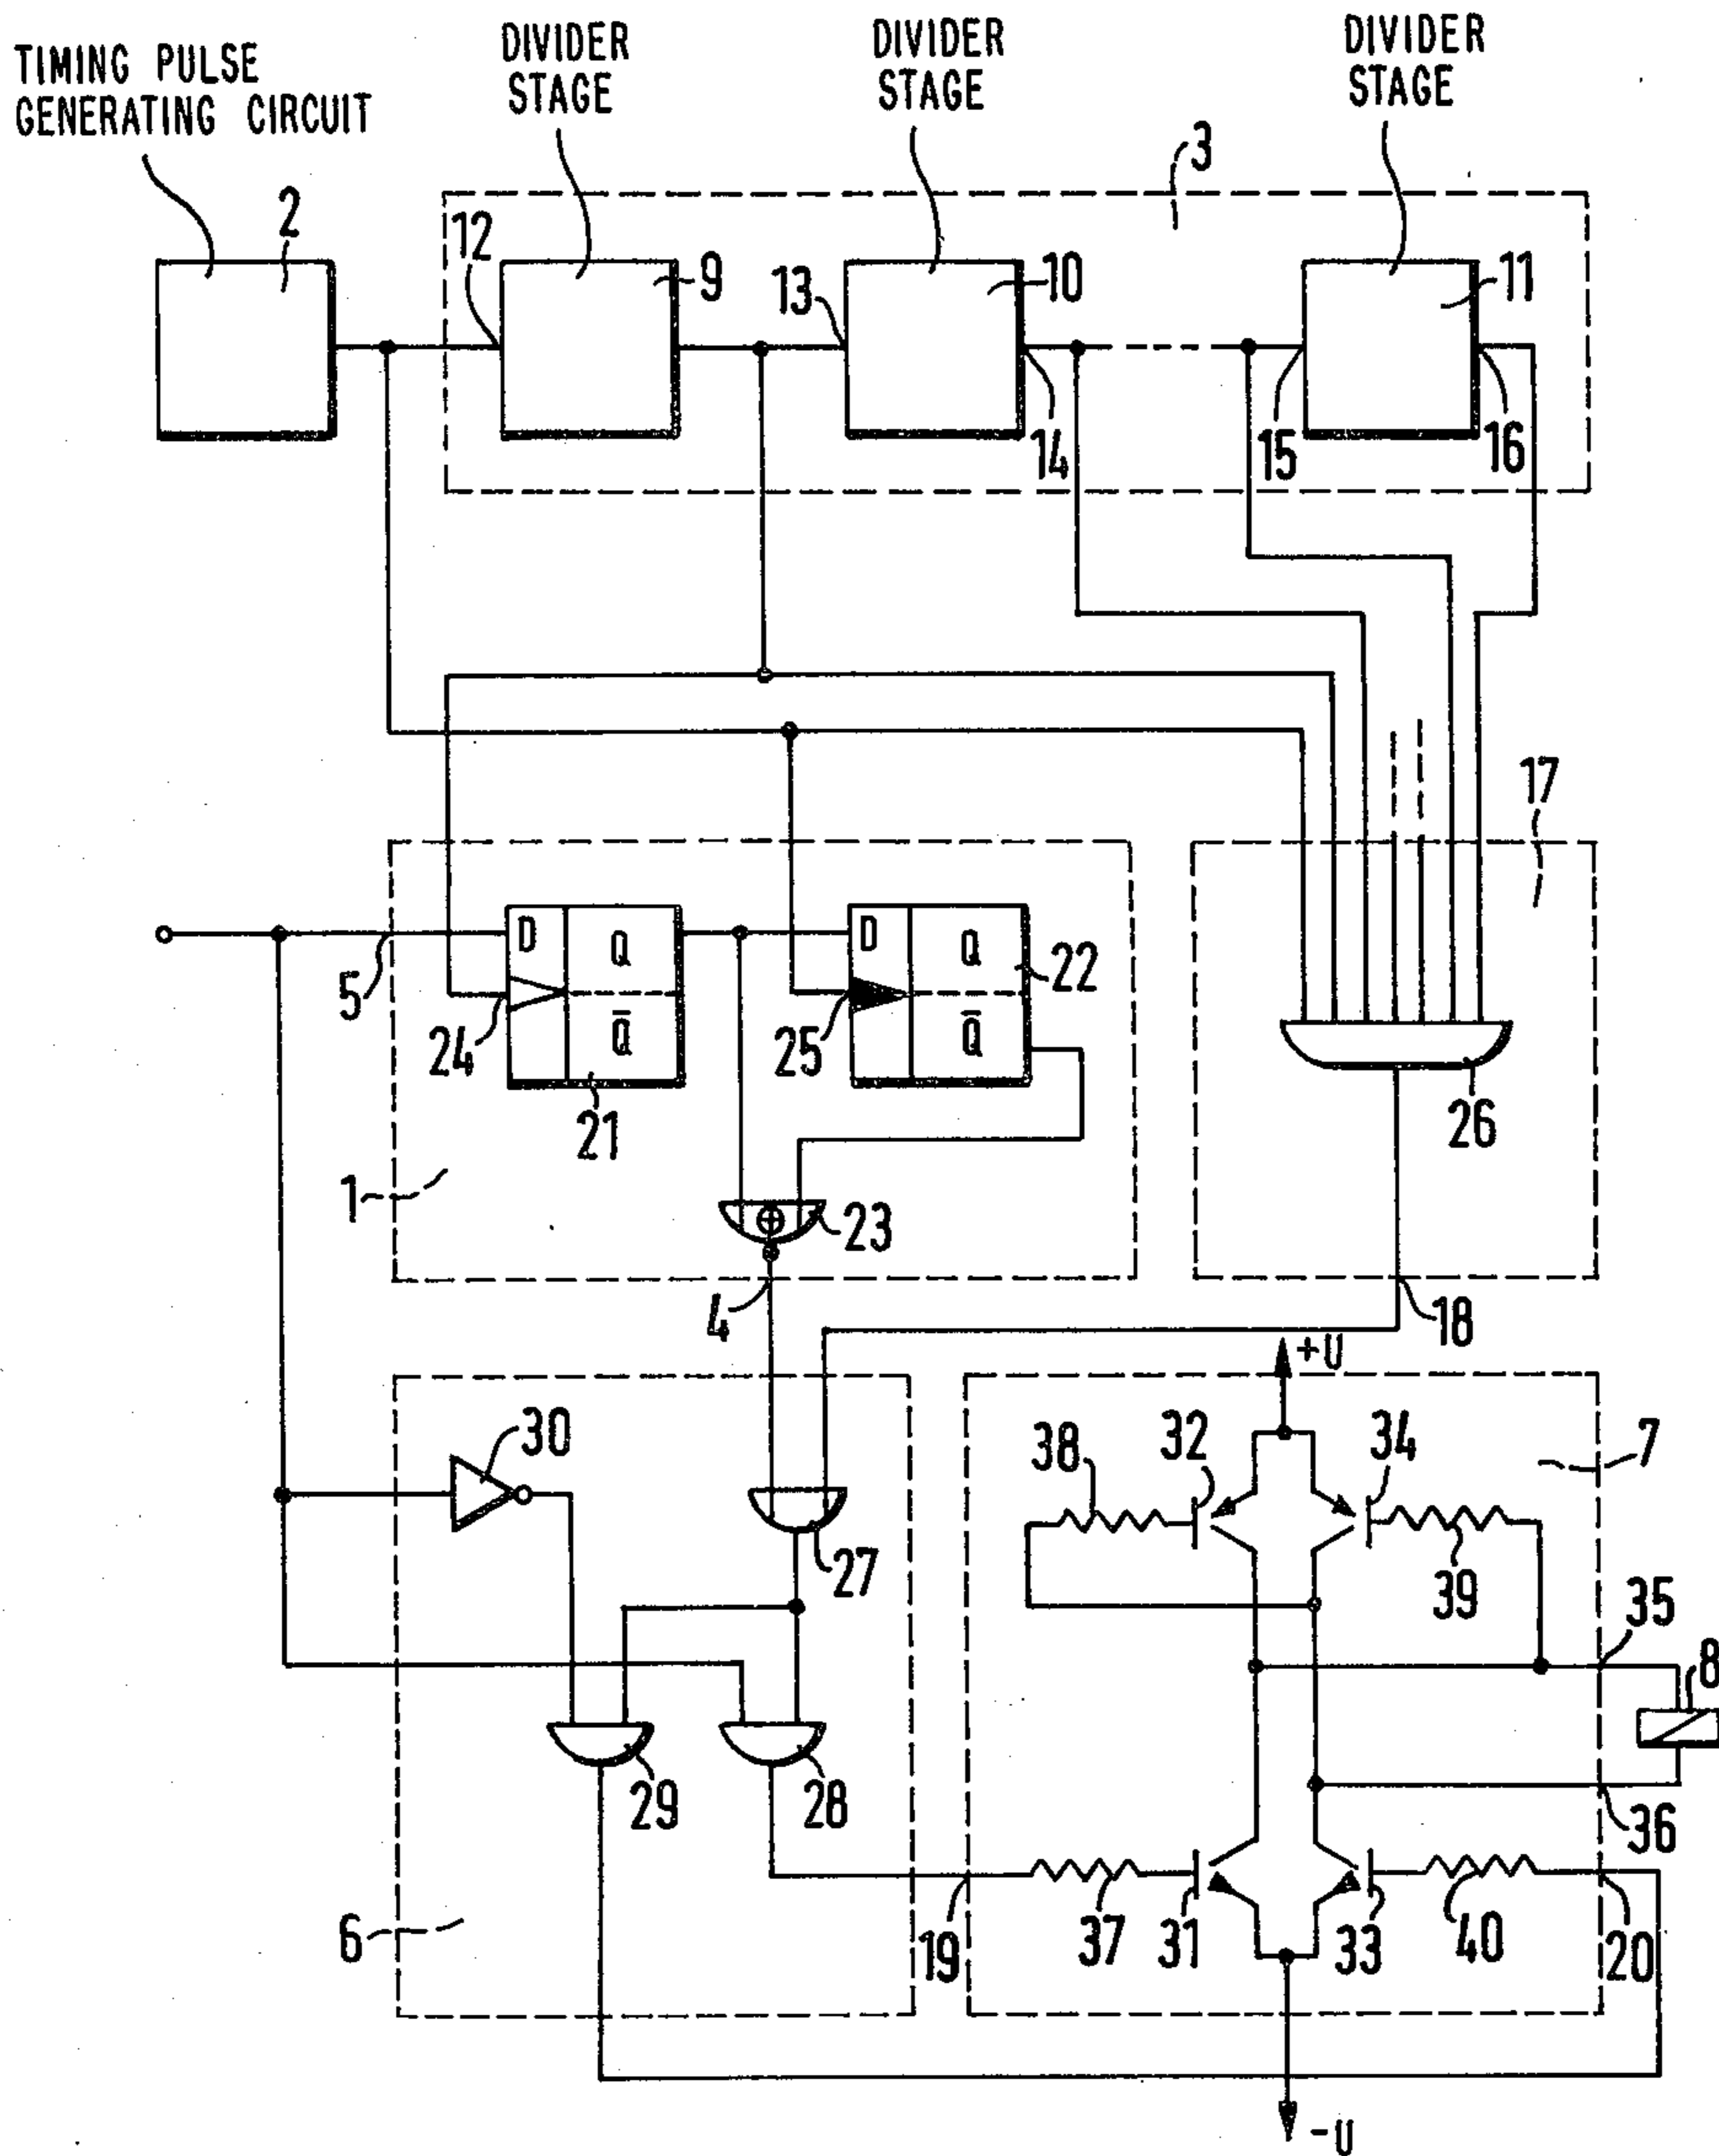 TIMING PULSE
GENERATING CIRCUIT
DIVIDER
STAGE
DIVIDER
STAGE
DIVIDER
STAGE
3
2
12
9
13
10
11
14
15
16
17
D
Q
Q̄
D
Q
Q̄
5
24
21
25
22
26
1
23
4
18
+U
30
38
32
34
7
27
39
35
8
29
28
36
6
19
37
31
33
40
20
-U